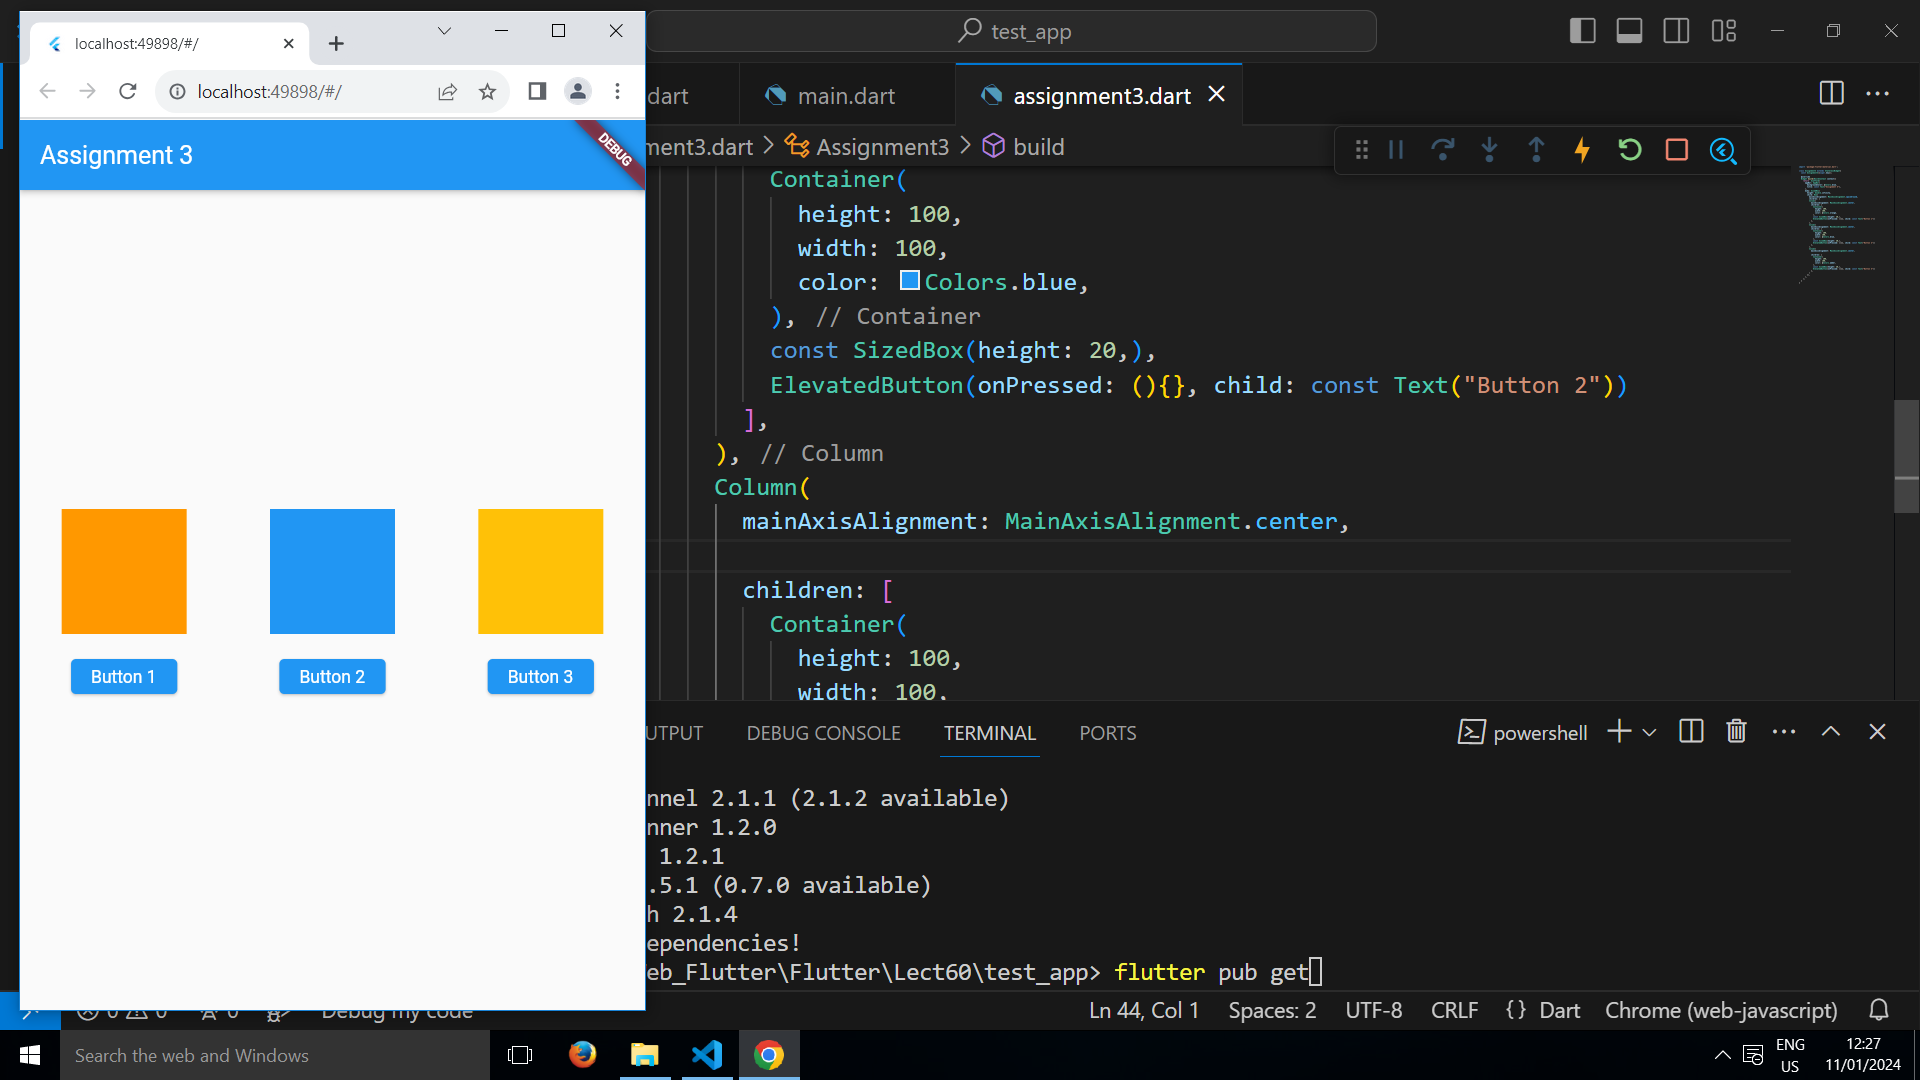 localhost:49898/#/
localhost:49898/#/
Assignment 3
DEBUG
Button 1
Button 2
Button 3
test_app
dart
main.dart
assignment3.dart
ment3.dart > Assignment3 > build
Container(
height: 100,
width: 100,
color: Colors.blue,
), // Container
const SizedBox(height: 20,),
ElevatedButton(onPressed: (){}, child: const Text("Button 2"))
],
), // Column
Column(
mainAxisAlignment: MainAxisAlignment.center,
children: [
Container(
height: 100,
width: 100,
UTPUT
DEBUG CONSOLE
TERMINAL
PORTS
powershell
nnel 2.1.1 (2.1.2 available)
nner 1.2.0
1.2.1
.5.1 (0.7.0 available)
h 2.1.4
ependencies!
eb_Flutter\Flutter\Lect60\test_app> flutter pub get
0 0 0 Debug my code
Ln 44, Col 1
Spaces: 2
UTF-8
CRLF
{} Dart
Chrome (web-javascript)
Search the web and Windows
ENG
US
12:27
11/01/2024